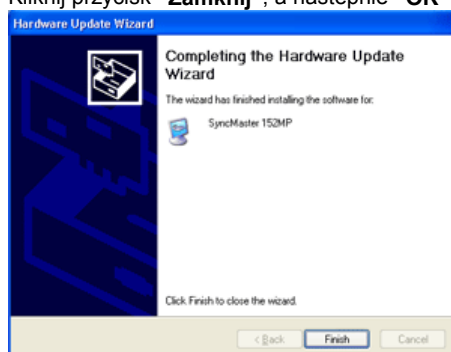 Kliknij przycisk "Zamknij", a następnie "OK"
Hardware Update Wizard
Completing the Hardware Update
Wizard
The wizard has finished installing the software for:
SyncMaster 152MP
Click Finish to close the wizard.
< Back Finish Cancel